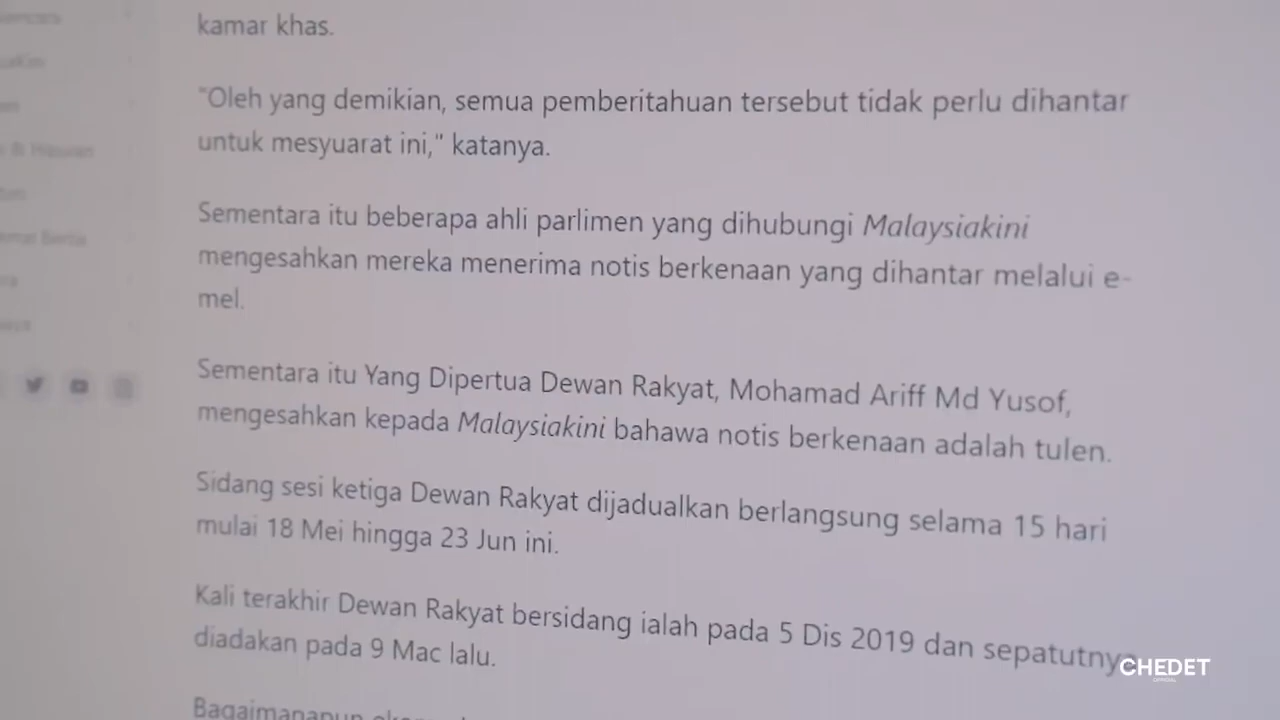 kamar khas.
"Oleh yang demikian, semua pemberitahuan tersebut tidak perlu dihantar
untuk mesyuarat ini," katanya.
Sementara itu beberapa ahli parlimen yang dihubungi Malaysiakini
mengesahkan mereka menerima notis berkenaan yang dihantar melalui e-
mel.
Sementara itu Yang Dipertua Dewan Rakyat, Mohamad Ariff Md Yusof,
mengesahkan kepada Malaysiakini bahawa notis berkenaan adalah tulen.
Sidang sesi ketiga Dewan Rakyat dijadualkan berlangsung selama 15 hari
mulai 18 Mei hingga 23 Jun ini.
Kali terakhir Dewan Rakyat bersidang ialah pada 5 Dis 2019 dan
diadakan pada 9 Mac lalu.
CHEDET
OFFICIAL
Bagaimanapun